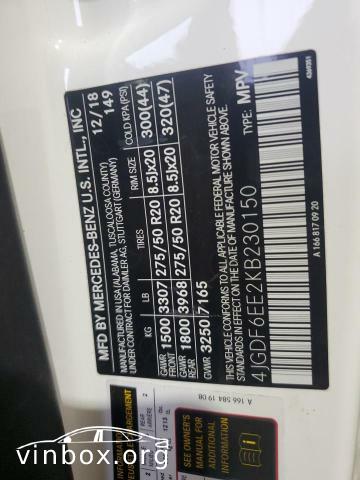 MFD BY MERCEDES-BENZ U.S. INTL., INC
MANUFACTURED IN USA (ALABAMA, TUSCALOOSA COUNTY)
UNDER CONTRACT FOR DAIMLER AG, STUTTGART (GERMANY)
12/18
149
KG LB TIRES RIM SIZE COLD KPA(PSI)
GAWR FRONT 1500 3307 275/50 R20 8.5Jx20 300(44)
GAWR REAR 1800 3968 275/50 R20 8.5Jx20 320(47)
GVWR 3250 7165
THIS VEHICLE CONFORMS TO ALL APPLICABLE FEDERAL MOTOR VEHICLE SAFETY
STANDARDS IN EFFECT ON THE DATE OF MANUFACTURE SHOWN ABOVE.
4JGDF6EE2KB230150 TYPE: MPV
A 166 817 09 20
A 166 584 19 08
SEE OWNER'S
MANUAL FOR
ADDITIONAL
INFORMATION
vinbox.org